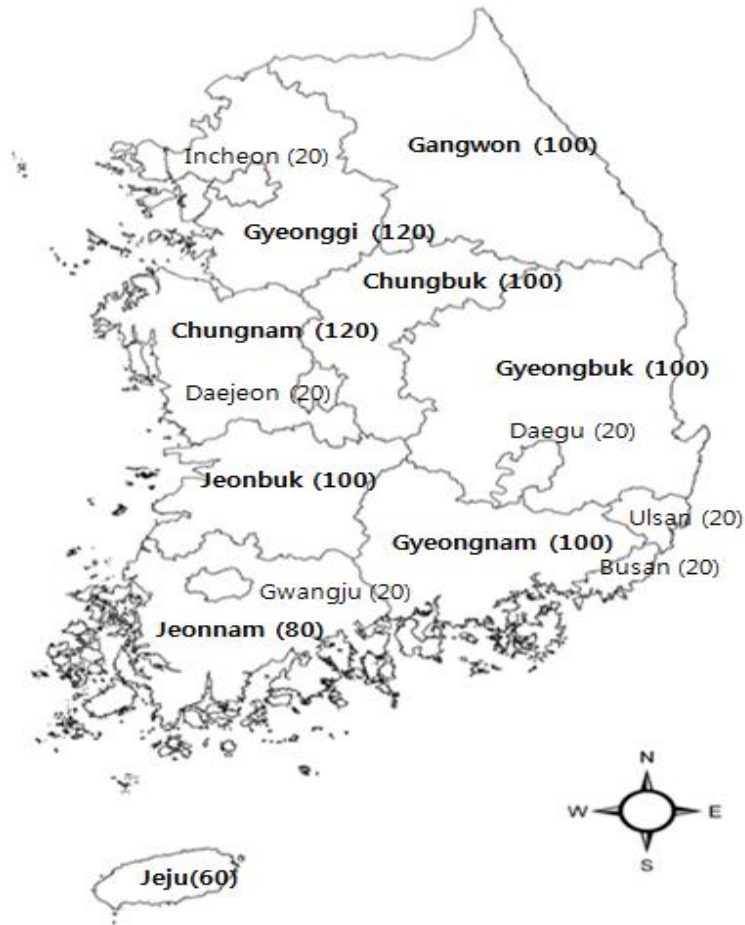 Incheon (20)
Gangwon (100)
Gyeonggi (120)
Chungbuk (100)
Chungnam (120)
Gyeongbuk (100)
Daejeon (20)
Daegu (20)
Jeonbuk (100)
Ulsan (20)
Gyeongnam (100)
Busan (20)
Gwangju (20)
Jeonnam (80)
N
W E
S
Jeju(60)